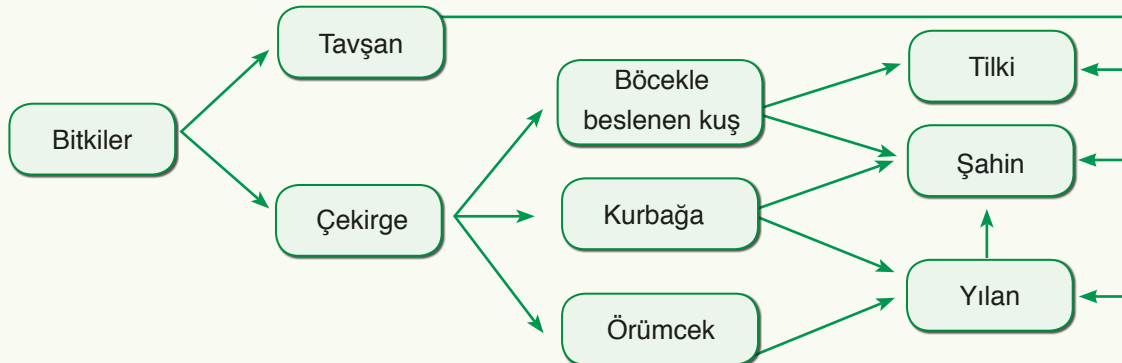 Bitkiler
Tavşan
Çekirge
Böcekle
beslenen kuş
Kurbağa
Örümcek
Tilki
Şahin
Yılan